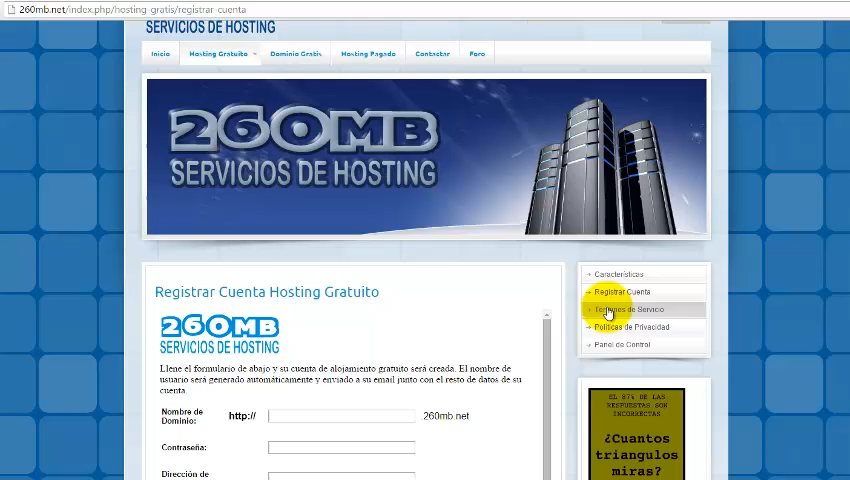 260mb.net/index.php/hosting-gratis/registrar-cuenta
SERVICIOS DE HOSTING
Inicio Hosting Gratuito Dominio Gratis Hosting Pagado Contactar Foro
260MB
SERVICIOS DE HOSTING
Registrar Cuenta Hosting Gratuito
260MB
SERVICIOS DE HOSTING
Llene el formulario de abajo y su cuenta de alojamiento gratuito será creada. El nombre de
usuario será generado automáticamente y enviado a su email junto con el resto de datos de su
cuenta.
Nombre de
Dominio: http:// 260mb.net
Contraseña:
Dirección de
Características
Registrar Cuenta
Terminos de Servicio
Politicas de Privacidad
Panel de Control
EL 87% DE LAS
RESPUESTAS SON
INCORRECTAS
¿Cuantos
triangulos
miras?